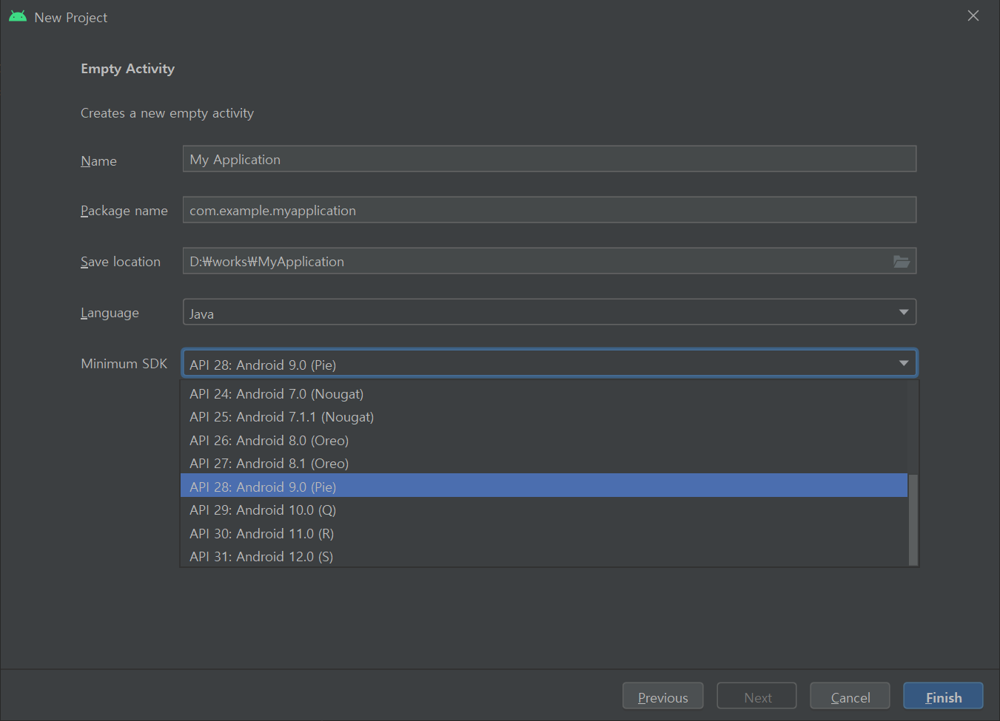 New Project
Empty Activity
Creates a new empty activity
Name My Application
Package name com.example.myapplication
Save location D:₩works₩MyApplication
Language Java
Minimum SDK API 28: Android 9.0 (Pie)
API 24: Android 7.0 (Nougat)
API 25: Android 7.1.1 (Nougat)
API 26: Android 8.0 (Oreo)
API 27: Android 8.1 (Oreo)
API 28: Android 9.0 (Pie)
API 29: Android 10.0 (Q)
API 30: Android 11.0 (R)
API 31: Android 12.0 (S)
Previous Next Cancel Finish